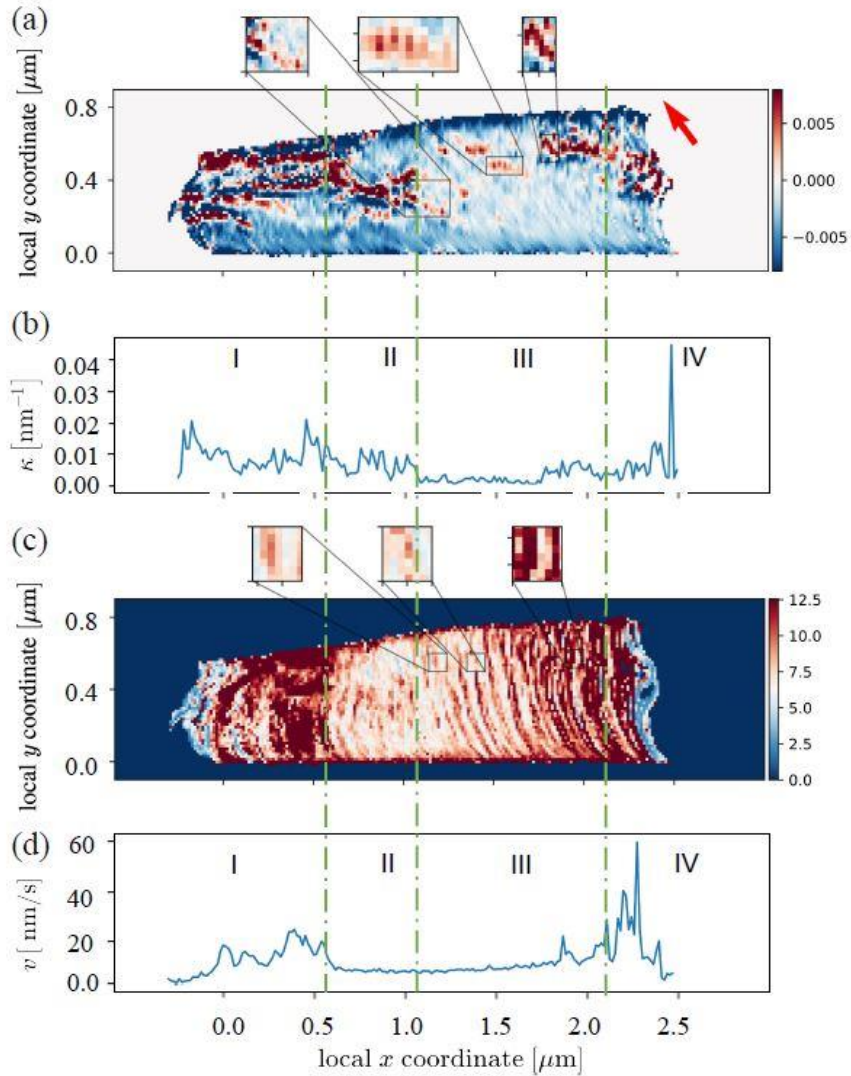 (a)
local y coordinate [μm]
0.8
0.4
0.0
0.005
0.000
−0.005
(b)
κ [nm⁻¹]
0.04
0.03
0.02
0.01
0.00
I II III IV
(c)
local y coordinate [μm]
0.8
0.4
0.0
12.5
10.0
7.5
5.0
2.5
0.0
(d)
v [ nm/s]
60
40
20
0.0
I II III IV
0.0 0.5 1.0 1.5 2.0 2.5
local x coordinate [μm]